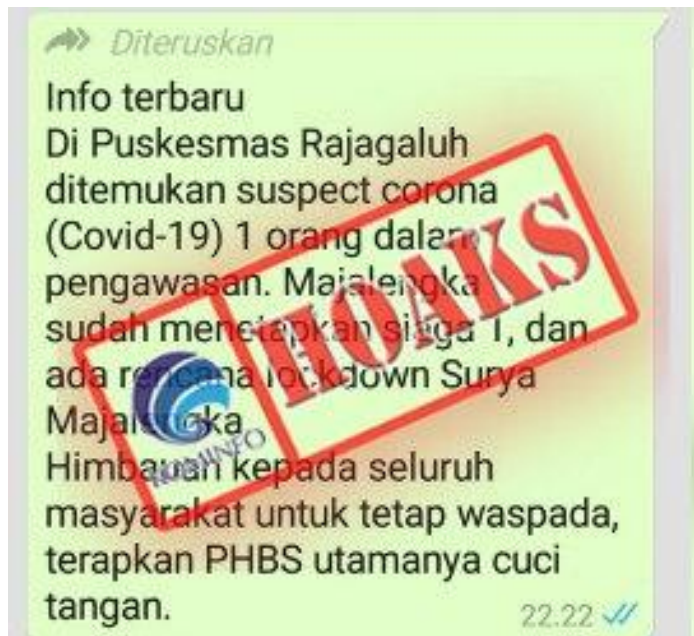 Diteruskan
Info terbaru
Di Puskesmas Rajagaluh
ditemukan suspect corona
(Covid-19) 1 orang dalam
pengawasan. Majalengka
sudah menetapkan siaga 1, dan
ada rencana lockdown Surya
Majalengka
Himbauan kepada seluruh
masyarakat untuk tetap waspada,
terapkan PHBS utamanya cuci
tangan.
22.22
HOAKS
KOMINFO